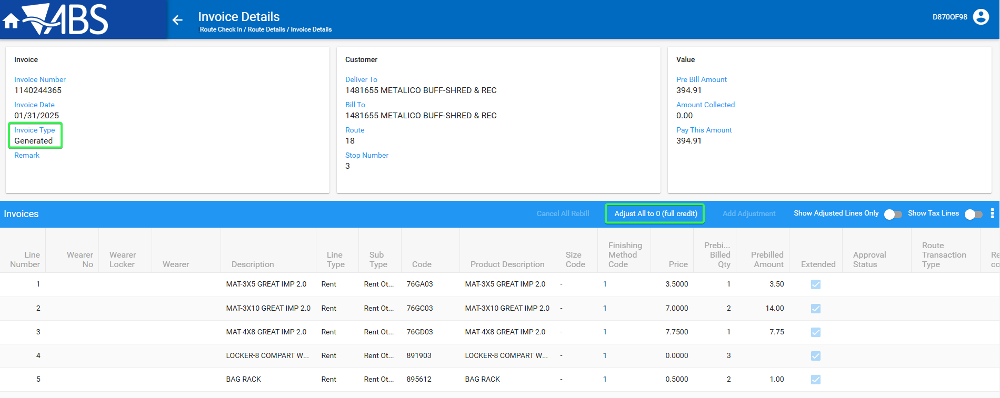 ABS
Invoice Details
Route Check In / Route Details / Invoice Details
D870OF98
Invoice
Invoice Number
1140244365
Invoice Date
01/31/2025
Invoice Type
Generated
Remark
Customer
Deliver To
1481655 METALICO BUFF-SHRED & REC
Bill To
1481655 METALICO BUFF-SHRED & REC
Route
18
Stop Number
3
Value
Pre Bill Amount
394.91
Amount Collected
0.00
Pay This Amount
394.91
Invoices Cancel All Rebill Adjust All to 0 (full credit) Add Adjustment Show Adjusted Lines Only Show Tax Lines
Line Number Wearer No Wearer Locker Wearer Description Line Type Sub Type Code Product Description Size Code Finishing Method Code Price Prebi... Billed Qty Prebilled Amount Extended Approval Status Route Transaction Type Re co
1 MAT-3X5 GREAT IMP 2.0 Rent Rent Ot... 76GA03 MAT-3X5 GREAT IMP 2.0 - 1 3.5000 1 3.50
2 MAT-3X10 GREAT IMP 2.0 Rent Rent Ot... 76GC03 MAT-3X10 GREAT IMP 2.0 - 1 7.0000 2 14.00
3 MAT-4X8 GREAT IMP 2.0 Rent Rent Ot... 76GD03 MAT-4X8 GREAT IMP 2.0 - 1 7.7500 1 7.75
4 LOCKER-8 COMPART W... Rent Rent Ot... 891903 LOCKER-8 COMPART W... - 1 0.0000 3
5 BAG RACK Rent Rent Ot... 895612 BAG RACK - 1 0.5000 2 1.00